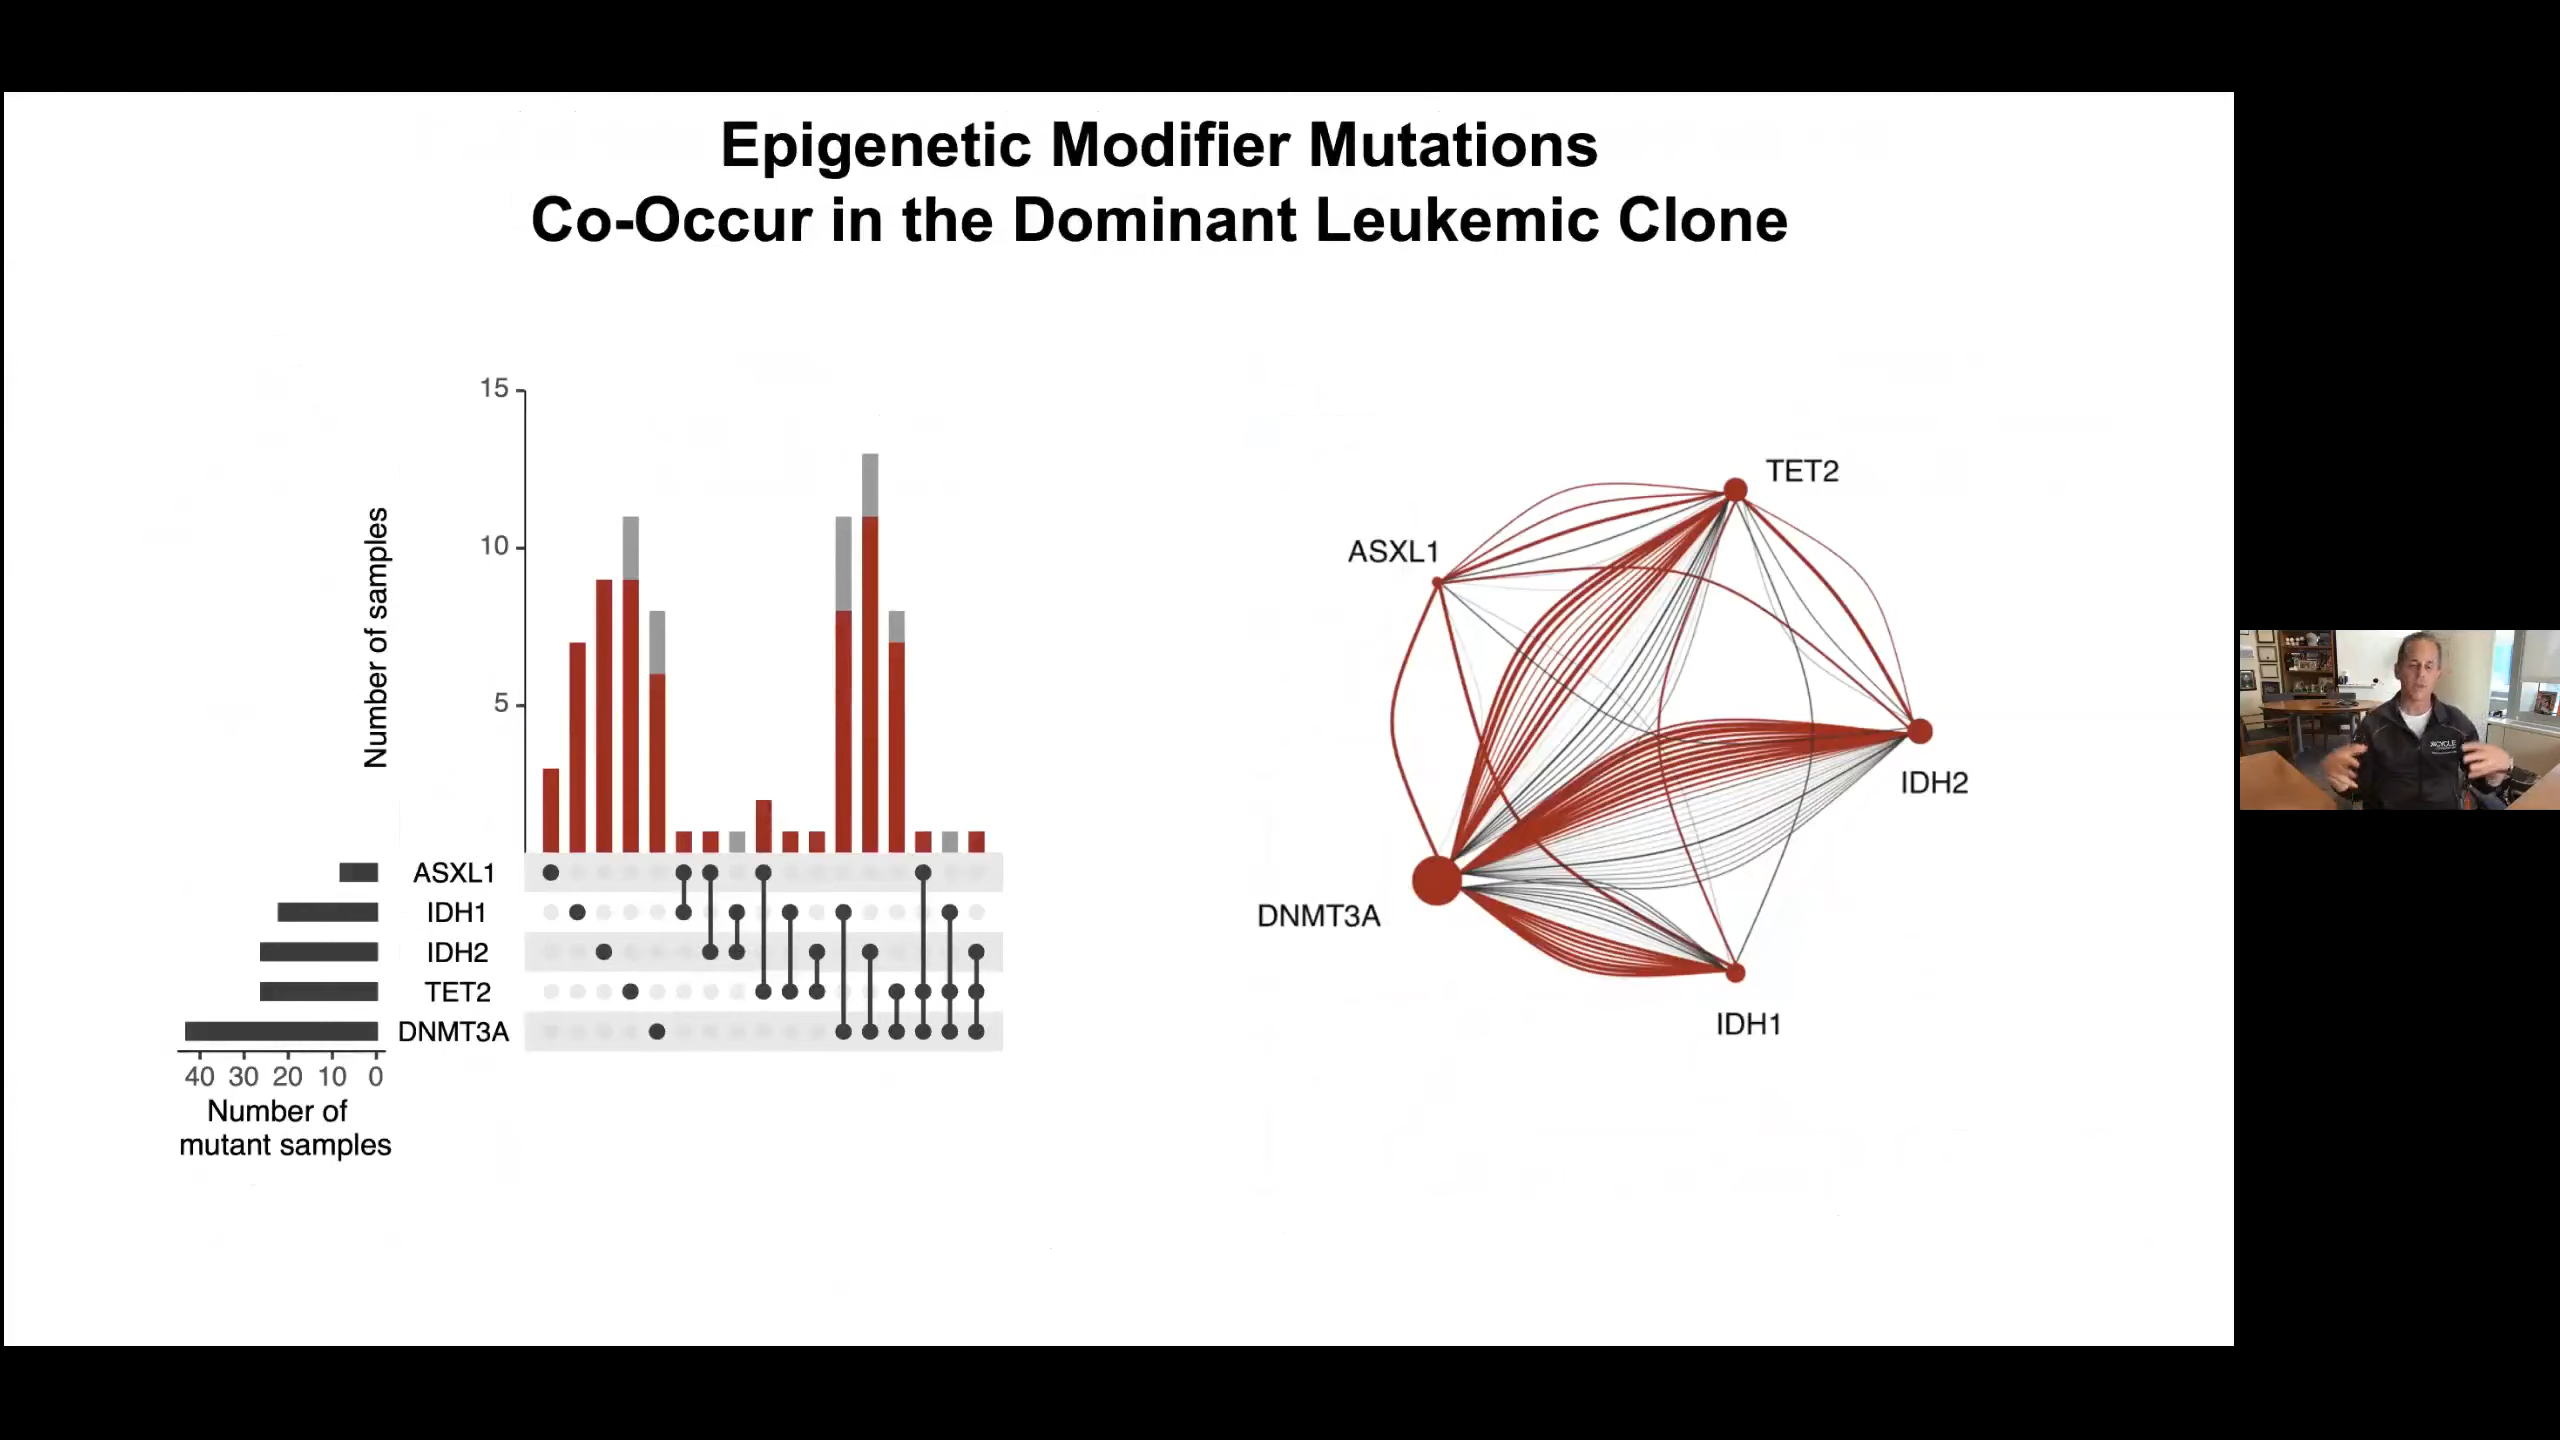 Epigenetic Modifier Mutations
Co-Occur in the Dominant Leukemic Clone
15
10
5
Number of samples
ASXL1
IDH1
IDH2
TET2
DNMT3A
40 30 20 10 0
Number of
mutant samples
TET2
ASXL1
IDH2
DNMT3A
IDH1
CYCLE